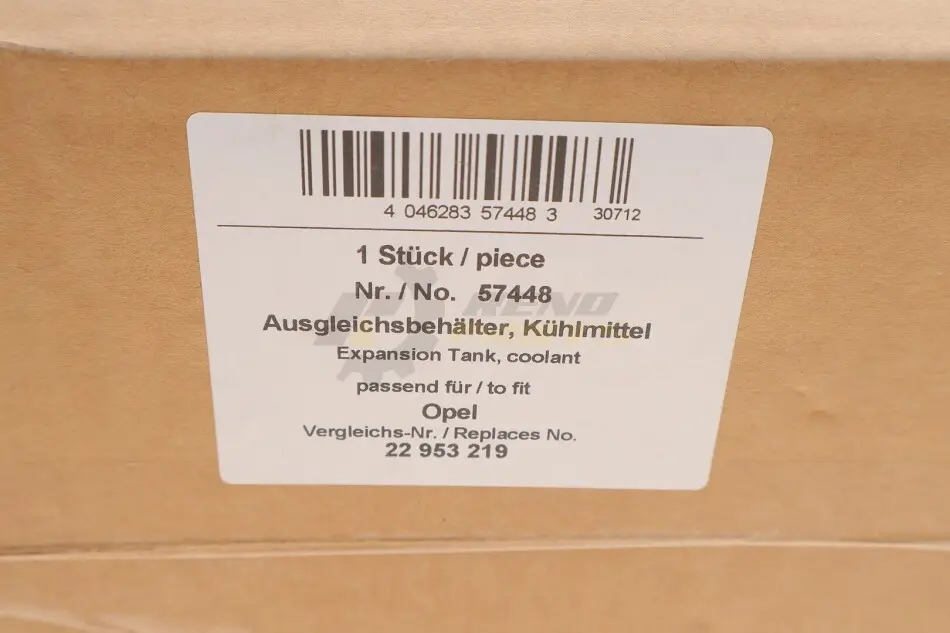 4 046283 57448 3 30712
1 Stück / piece
Nr. / No. 57448
Ausgleichsbehälter, Kühlmittel
Expansion Tank, coolant
passend für / to fit
Opel
Vergleichs-Nr. / Replaces No.
22 953 219